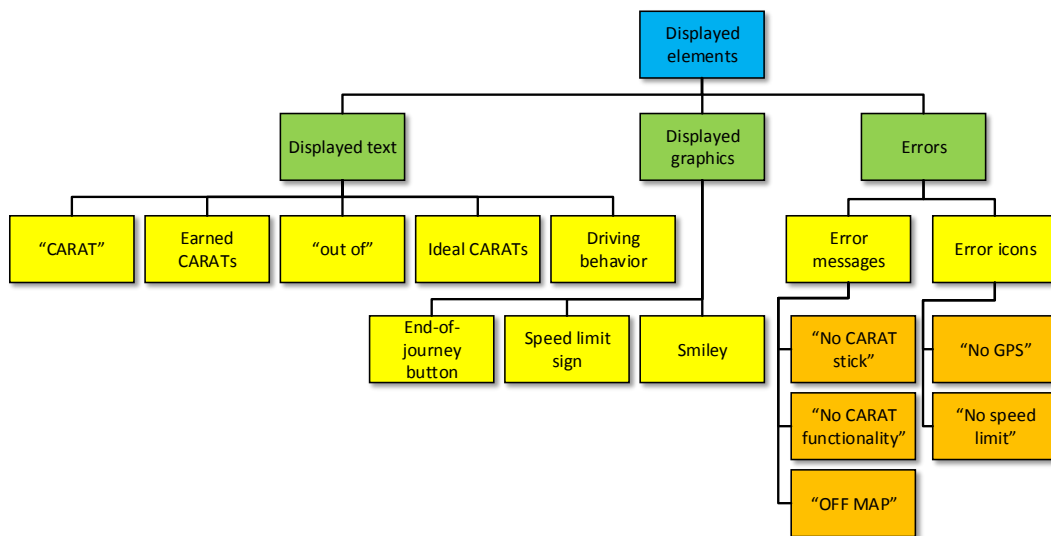 Displayed
elements
Displayed text
Displayed
graphics
Errors
“CARAT”
Earned
CARATs
“out of”
Ideal CARATs
Driving
behavior
Error
messages
Error icons
End-of-
journey
button
Speed limit
sign
Smiley
“No CARAT
stick”
“No GPS”
“No CARAT
functionality”
“No speed
limit”
“OFF MAP”